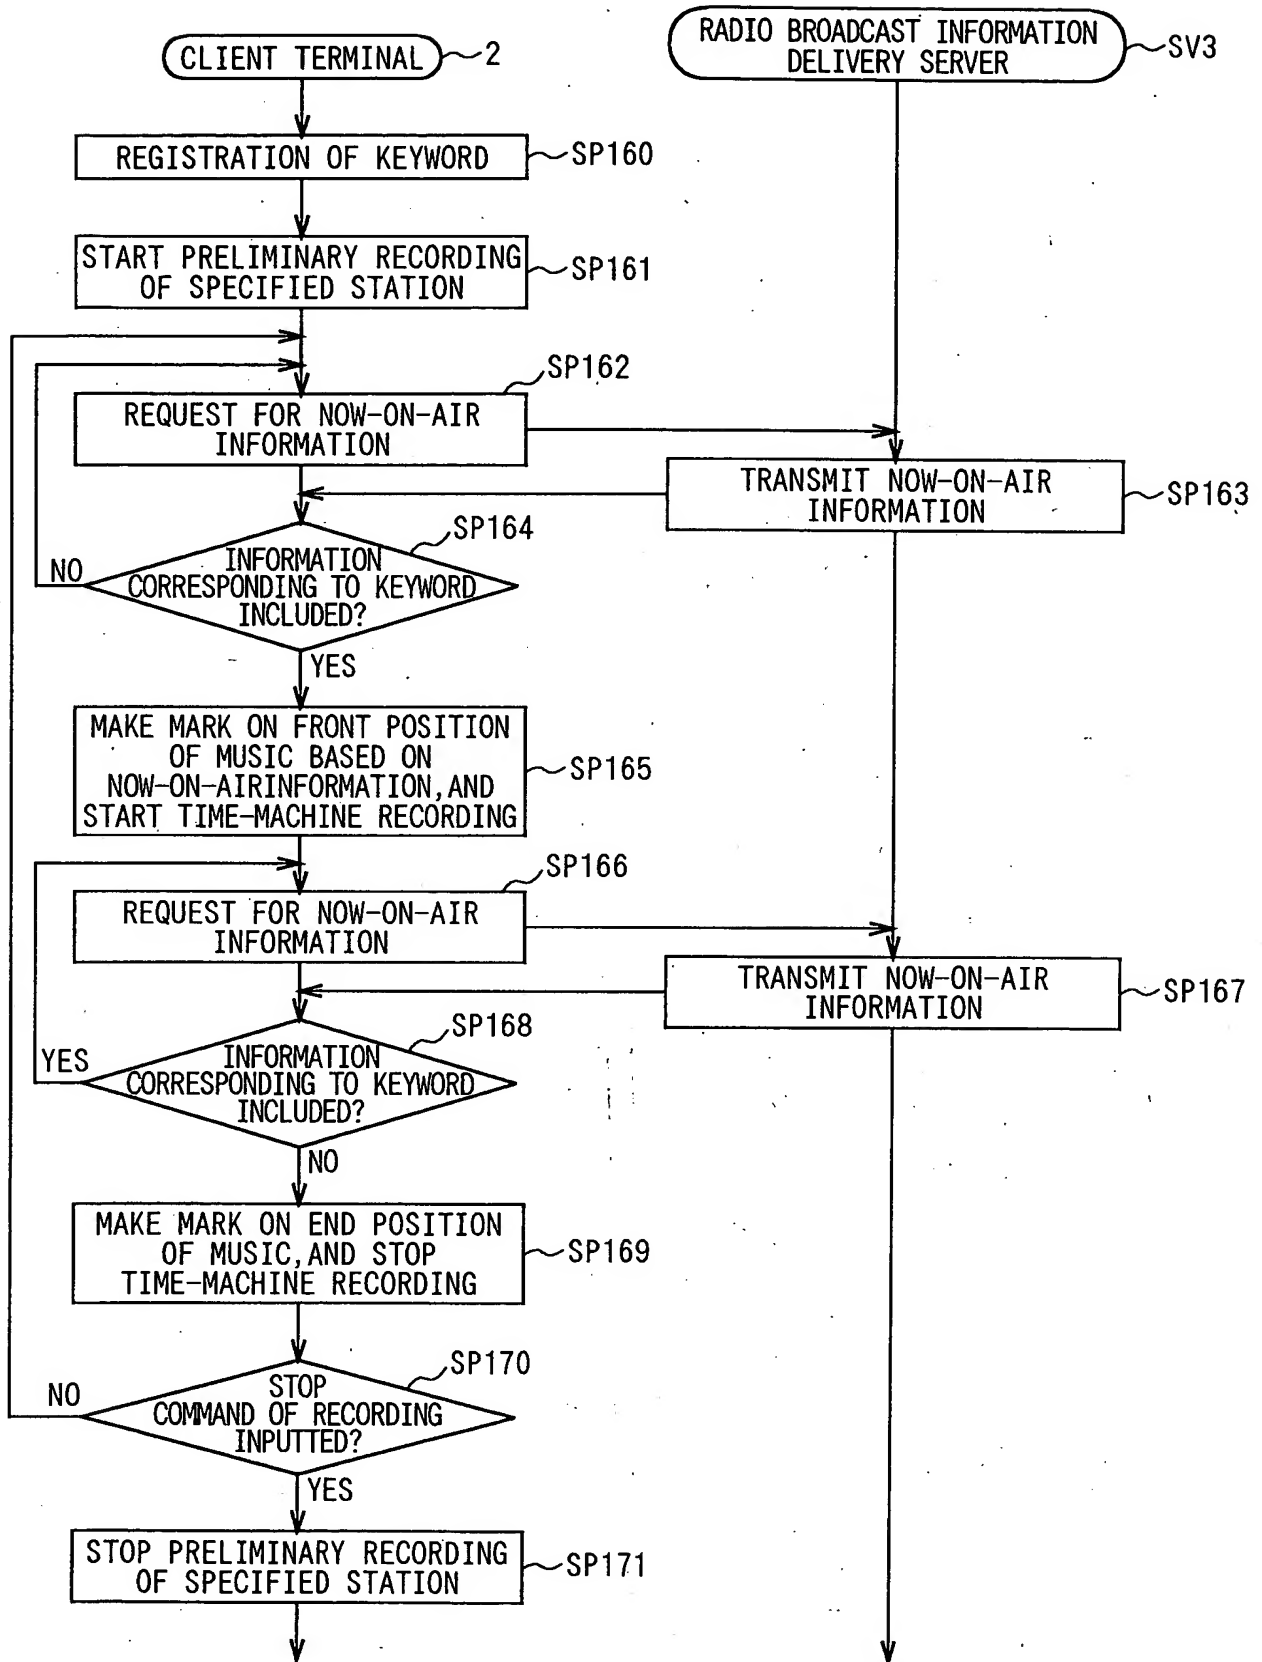 CLIENT TERMINAL
2
RADIO BROADCAST INFORMATION
DELIVERY SERVER
SV3
REGISTRATION OF KEYWORD
SP160
START PRELIMINARY RECORDING
OF SPECIFIED STATION
SP161
SP162
REQUEST FOR NOW-ON-AIR
INFORMATION
TRANSMIT NOW-ON-AIR
INFORMATION
SP163
SP164
INFORMATION
CORRESPONDING TO KEYWORD
INCLUDED?
NO
YES
MAKE MARK ON FRONT POSITION
OF MUSIC BASED ON
NOW-ON-AIRINFORMATION, AND
START TIME-MACHINE RECORDING
SP165
SP166
REQUEST FOR NOW-ON-AIR
INFORMATION
TRANSMIT NOW-ON-AIR
INFORMATION
SP167
SP168
INFORMATION
CORRESPONDING TO KEYWORD
INCLUDED?
YES
NO
MAKE MARK ON END POSITION
OF MUSIC, AND STOP
TIME-MACHINE RECORDING
SP169
SP170
STOP
COMMAND OF RECORDING
INPUTTED?
NO
YES
STOP PRELIMINARY RECORDING
OF SPECIFIED STATION
SP171